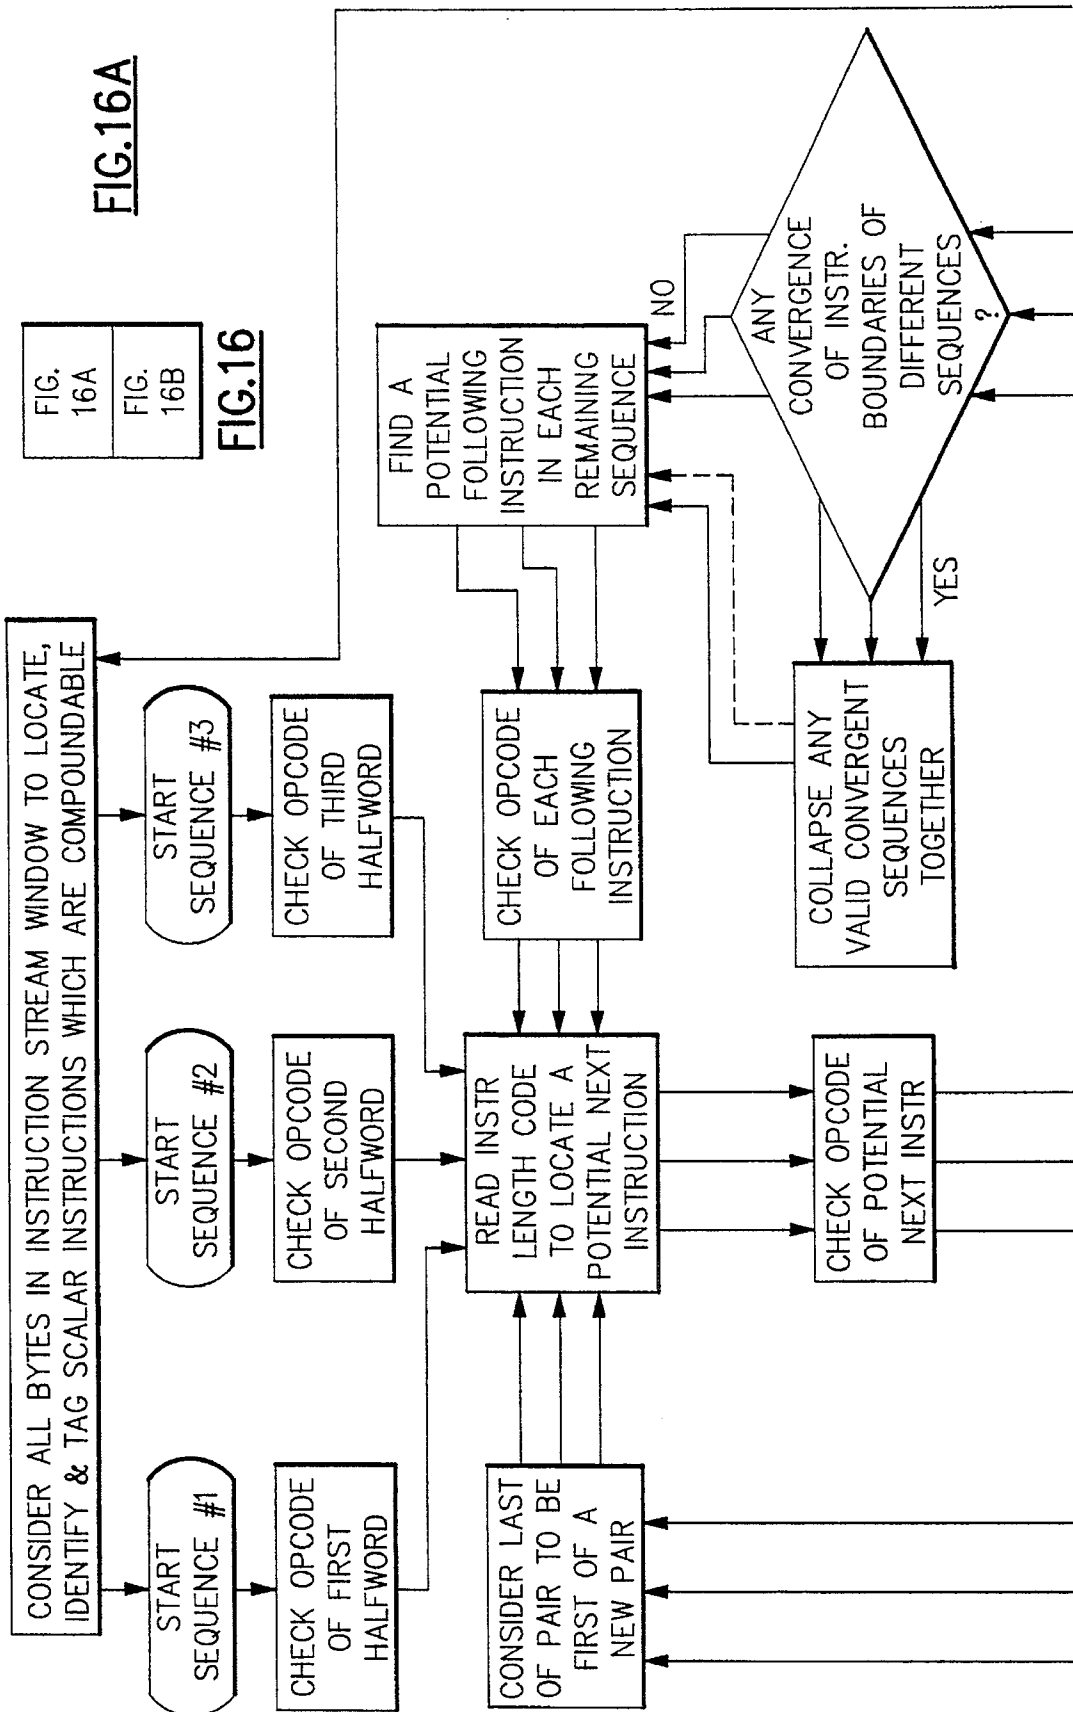 CONSIDER ALL BYTES IN INSTRUCTION STREAM WINDOW TO LOCATE,
IDENTIFY & TAG SCALAR INSTRUCTIONS WHICH ARE COMPOUNDABLE
FIG.
16A
FIG.
16B
FIG.16
FIG.16A
START
SEQUENCE #1
START
SEQUENCE #2
START
SEQUENCE #3
CHECK OPCODE
OF FIRST
HALFWORD
CHECK OPCODE
OF SECOND
HALFWORD
CHECK OPCODE
OF THIRD
HALFWORD
CONSIDER LAST
OF PAIR TO BE
FIRST OF A
NEW PAIR
READ INSTR
LENGTH CODE
TO LOCATE A
POTENTIAL NEXT
INSTRUCTION
CHECK OPCODE
OF EACH
FOLLOWING
INSTRUCTION
FIND A
POTENTIAL
FOLLOWING
INSTRUCTION
IN EACH
REMAINING
SEQUENCE
CHECK OPCODE
OF POTENTIAL
NEXT INSTR
COLLAPSE ANY
VALID CONVERGENT
SEQUENCES
TOGETHER
YES
NO
ANY
CONVERGENCE
OF INSTR.
BOUNDARIES OF
DIFFERENT
SEQUENCES
?